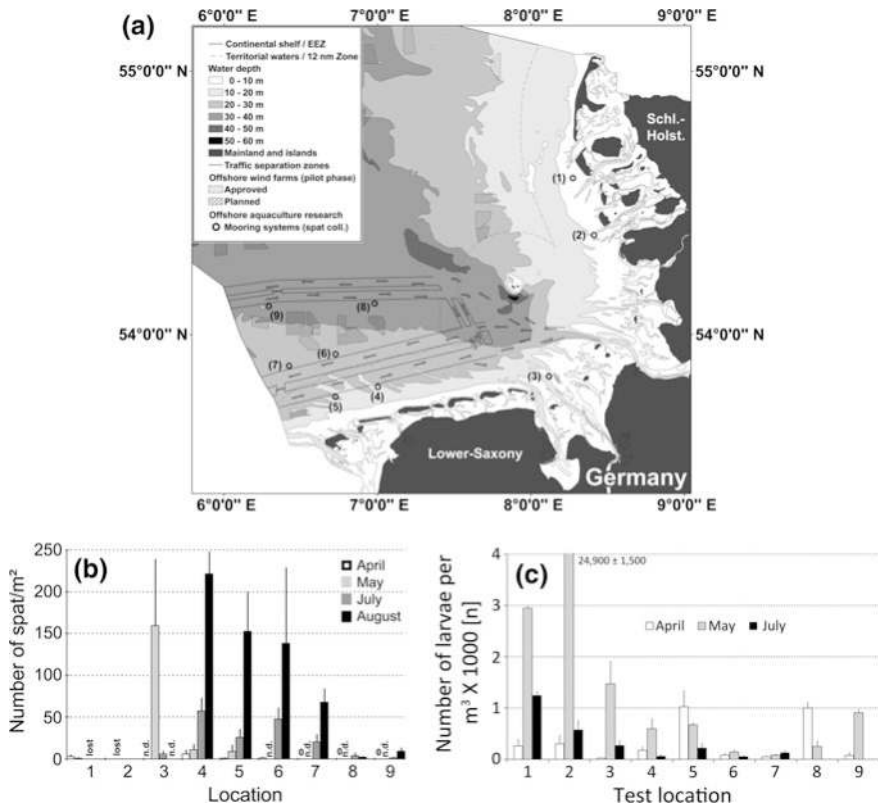 (a)
Continental shelf / EEZ
Territorial waters / 12 nm Zone
Water depth
0 - 10 m
10 - 20 m
20 - 30 m
30 - 40 m
40 - 50 m
50 - 60 m
Mainland and islands
Traffic separation zones
Offshore wind farms (pilot phase)
Approved
Planned
Offshore aquaculture research
Mooring systems (spat coll.)
6°0'0" E 7°0'0" E 8°0'0" E 9°0'0" E
55°0'0" N 55°0'0" N
54°0'0" N 54°0'0" N
Schl.-
Holst.
(1)
(2)
(9)
(8)
(7)
(6)
(5)
(4)
(3)
Lower-Saxony
Germany
6°0'0" E 7°0'0" E 8°0'0" E 9°0'0" E
(b)
Number of spat/m²
250
200
150
100
50
0
April
May
July
August
lost lost n.d. n.d. 0 n.d. n.d. 0 n.d. 0 n.d. 0 n.d.
1 2 3 4 5 6 7 8 9
Location
(c)
Number of larvae per
m³ X 1000 [n]
4
3
2
1
0
24,900 ± 1,500
April May July
1 2 3 4 5 6 7 8 9
Test location